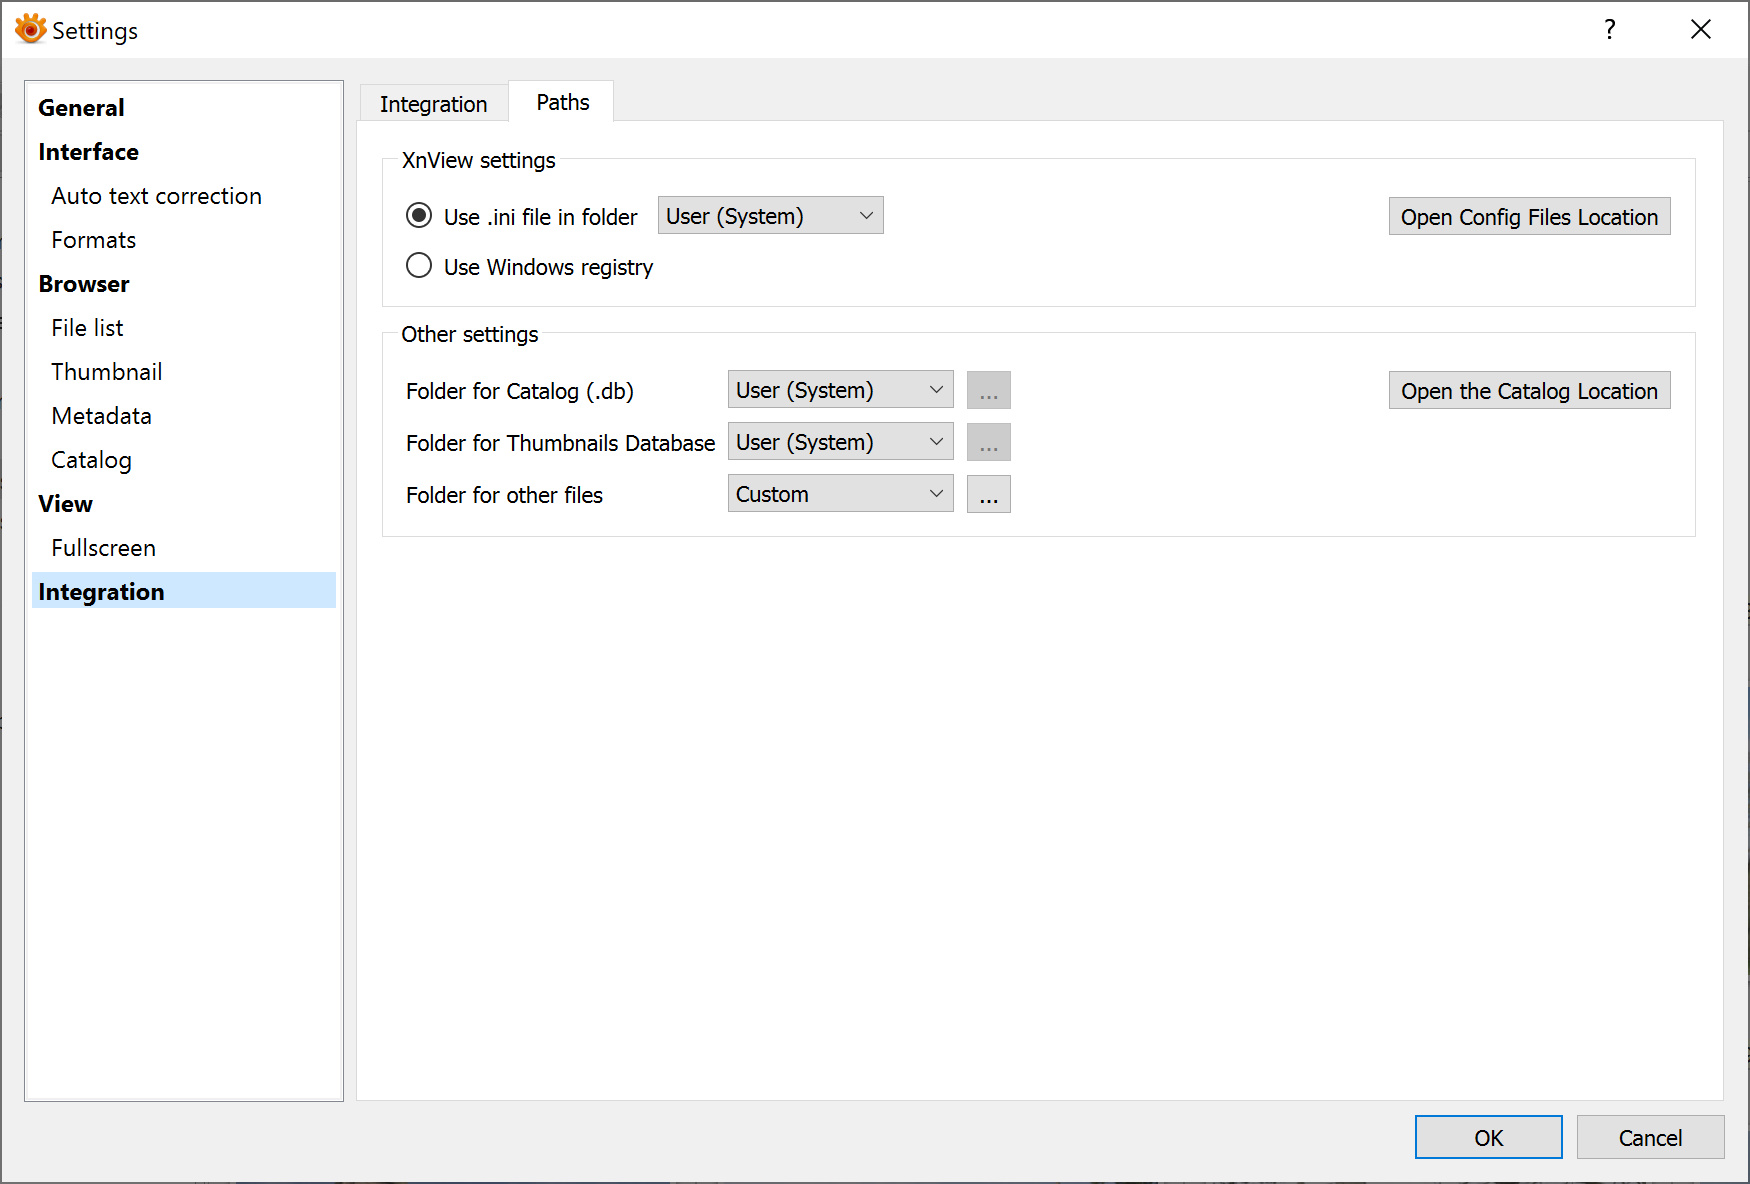 Settings
?
General
Interface
Auto text correction
Formats
Browser
File list
Thumbnail
Metadata
Catalog
View
Fullscreen
Integration
Integration Paths
XnView settings
Use .ini file in folder User (System) Open Config Files Location
Use Windows registry
Other settings
Folder for Catalog (.db) User (System) ... Open the Catalog Location
Folder for Thumbnails Database User (System) ...
Folder for other files Custom ...
OK Cancel